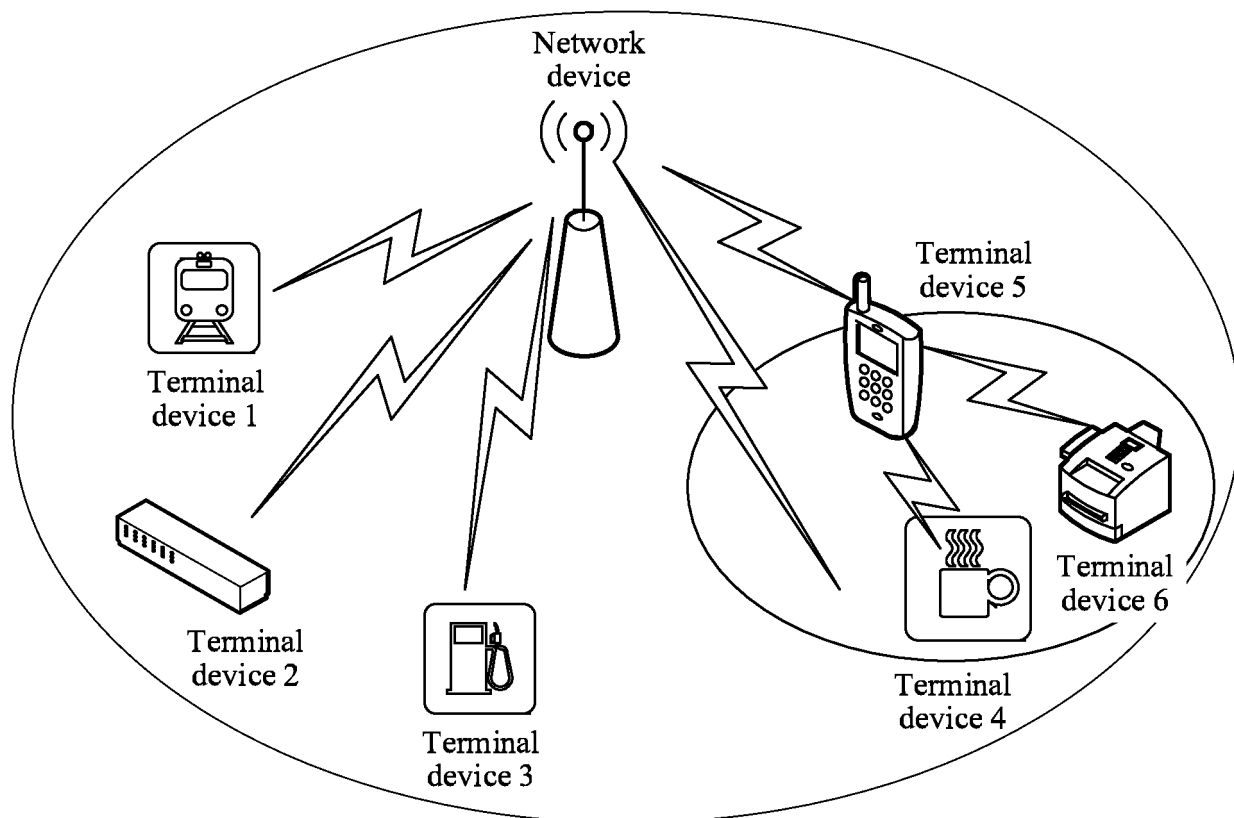 Network
device
Terminal
device 5
Terminal
device 1
Terminal
device 6
Terminal
device 2
Terminal
device 4
Terminal
device 3